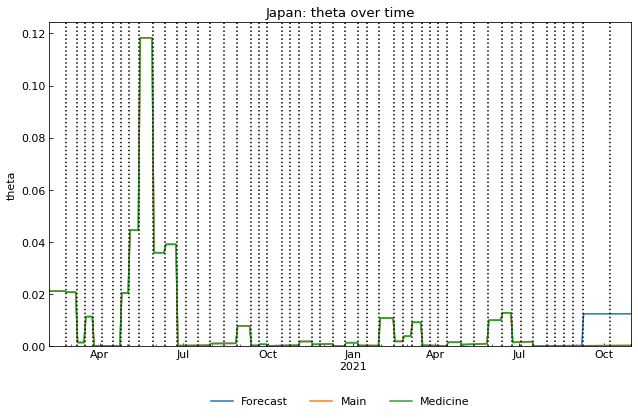 Japan: theta over time
0.12
0.10
0.08
0.06
0.04
0.02
0.00
theta
Apr Jul Oct Jan Apr Jul Oct
2021
Forecast Main Medicine